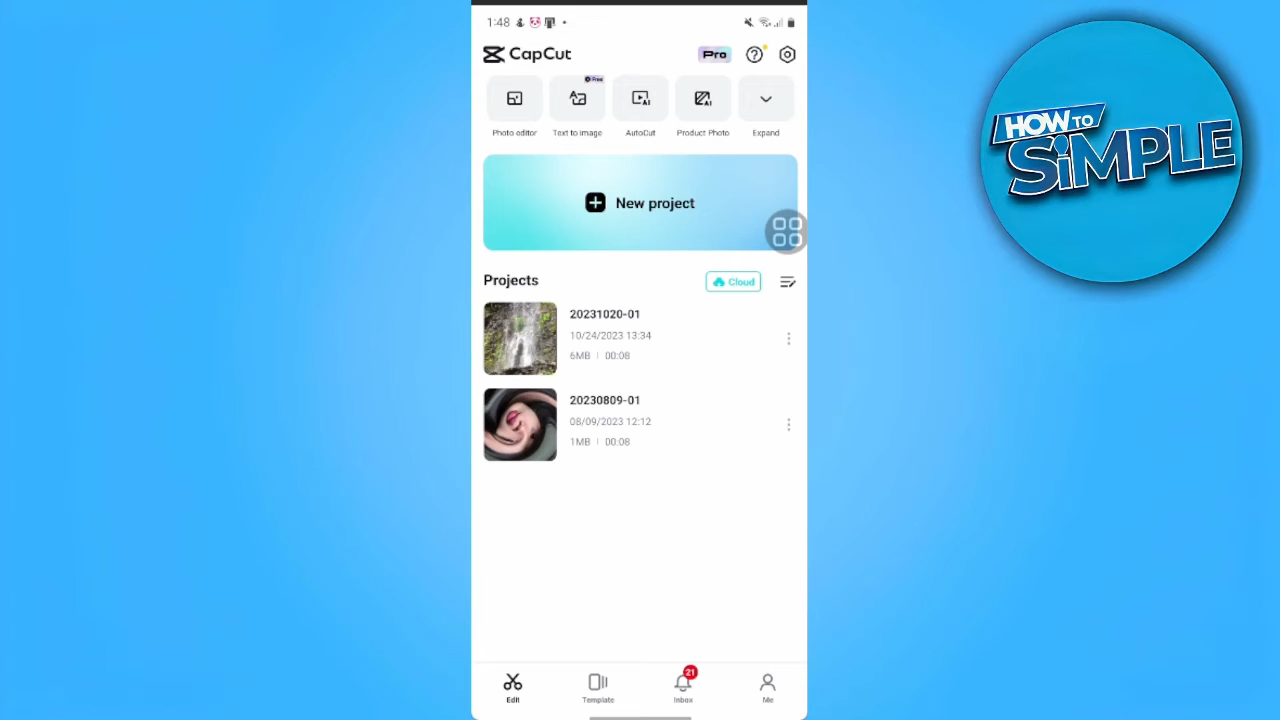 1:48
CapCut
Pro
Free
Photo editor
Text to image
AutoCut
Product Photo
Expand
New project
Projects
Cloud
20231020-01
10/24/2023 13:34
6MB | 00:08
20230809-01
08/09/2023 12:12
1MB | 00:08
21
Edit
Template
Inbox
Me
HOW TO
SiMPLE